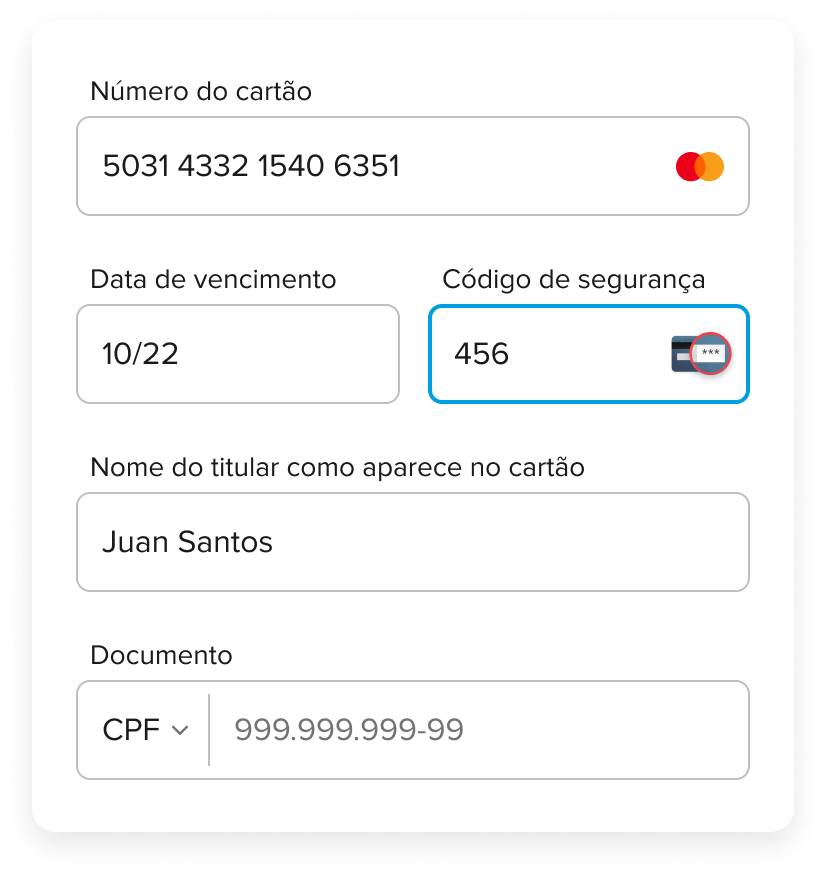 Número do cartão
5031 4332 1540 6351
Data de vencimento
Código de segurança
10/22
456
***
Nome do titular como aparece no cartão
Juan Santos
Documento
CPF 999.999.999-99